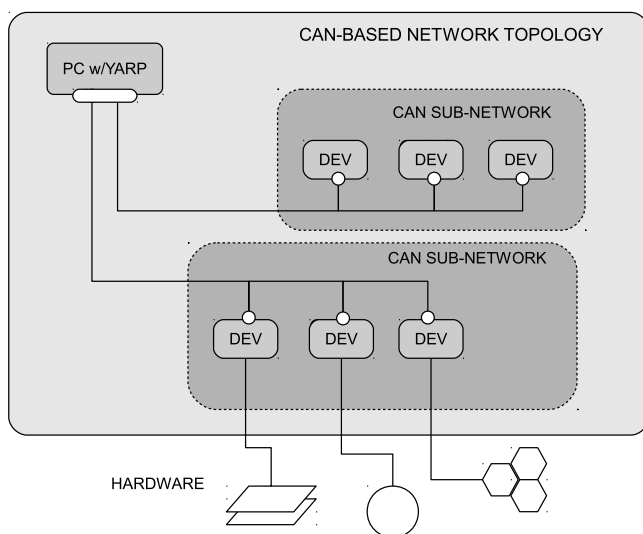 CAN-BASED NETWORK TOPOLOGY
PC w/YARP
CAN SUB-NETWORK
DEV
DEV
DEV
CAN SUB-NETWORK
DEV
DEV
DEV
HARDWARE